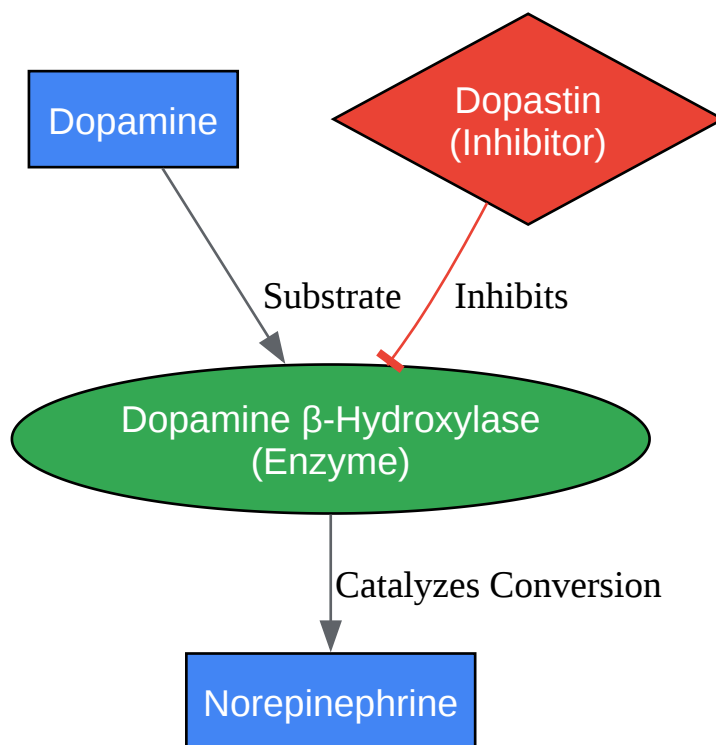 Dopamine
Dopastin
(Inhibitor)
Substrate
Inhibits
Dopamine β-Hydroxylase
(Enzyme)
Catalyzes Conversion
Norepinephrine